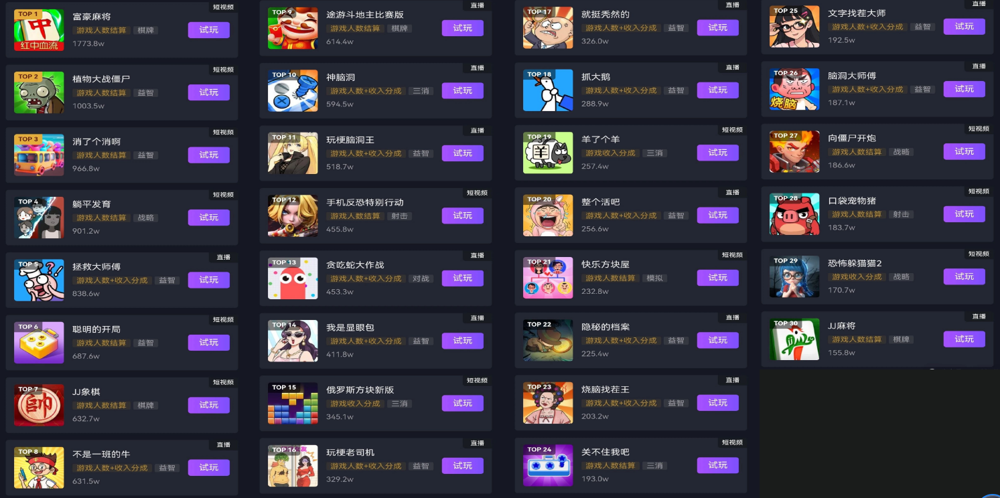 短视频
TOP 1
富豪麻将
游戏人数结算 棋牌
1773.8w
试玩
中
红中血流
短视频
TOP 2
植物大战僵尸
游戏人数结算 益智
1003.5w
试玩
短视频
TOP 3
消了个消啊
游戏人数结算 益智
966.8w
试玩
短视频
TOP 4
躺平发育
游戏人数结算 战略
901.2w
试玩
直播
TOP 5
拯救大师傅
游戏人数+收入分成 益智
838.6w
试玩
短视频
TOP 6
聪明的开局
游戏人数结算 益智
687.6w
试玩
短视频
TOP 7
JJ象棋
游戏人数结算 棋牌
632.7w
试玩
帥
直播
TOP 8
不是一班的牛
游戏人数+收入分成 益智
631.5w
试玩
直播
TOP 9
途游斗地主比赛版
游戏人数结算 棋牌
614.4w
试玩
直播
TOP 10
神脑洞
游戏人数+收入分成 三消
594.5w
试玩
直播
TOP 11
玩梗脑洞王
游戏人数+收入分成 益智
518.7w
试玩
短视频
TOP 12
手机反恐特别行动
游戏人数结算 射击
455.8w
试玩
直播
TOP 13
贪吃蛇大作战
游戏人数+收入分成 对战
453.3w
试玩
直播
TOP 14
我是显眼包
游戏人数+收入分成 益智
411.8w
试玩
短视频
TOP 15
俄罗斯方块新版
游戏收入分成 三消
345.1w
试玩
直播
TOP 16
玩梗老司机
游戏人数+收入分成 益智
329.2w
试玩
直播
TOP 17
就挺秃然的
游戏人数+收入分成 益智
326.0w
试玩
直播
TOP 18
抓大鹅
游戏人数+收入分成 益智
288.9w
试玩
短视频
TOP 19
羊了个羊
游戏收入分成 三消
257.4w
试玩
羊
直播
TOP 20
整个活吧
游戏人数+收入分成 益智
256.6w
试玩
短视频
TOP 21
快乐方块屋
游戏人数结算 模拟
232.8w
试玩
直播
TOP 22
隐秘的档案
游戏人数+收入分成 益智
225.4w
试玩
直播
TOP 23
烧脑找茬王
游戏人数+收入分成 益智
203.2w
试玩
短视频
TOP 24
关不住我吧
游戏人数结算 三消
193.0w
试玩
直播
TOP 25
文字找茬大师
游戏人数+收入分成 益智
192.5w
试玩
直播
TOP 26
脑洞大师傅
游戏人数+收入分成 益智
187.1w
试玩
烧脑
短视频
TOP 27
向僵尸开炮
游戏人数结算 战略
186.6w
试玩
短视频
TOP 28
口袋宠物猪
游戏人数结算 射击
183.7w
试玩
短视频
TOP 29
恐怖躲猫猫2
游戏收入分成 战略
170.7w
试玩
直播
TOP 30
JJ麻将
游戏人数结算 棋牌
155.8w
试玩